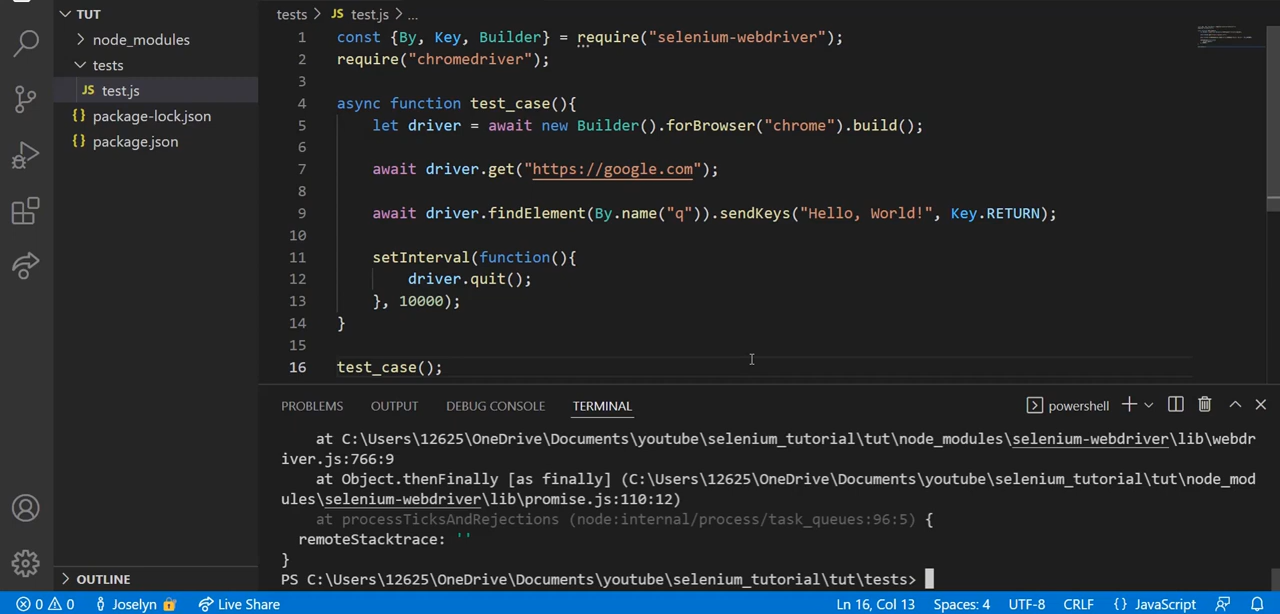 TUT
node_modules
tests
JS test.js
{} package-lock.json
{} package.json
OUTLINE
tests > JS test.js > ...
1 const {By, Key, Builder} = require("selenium-webdriver");
2 require("chromedriver");
3
4 async function test_case(){
5 let driver = await new Builder().forBrowser("chrome").build();
6
7 await driver.get("https://google.com");
8
9 await driver.findElement(By.name("q")).sendKeys("Hello, World!", Key.RETURN);
10
11 setInterval(function(){
12 driver.quit();
13 }, 10000);
14 }
15
16 test_case();
PROBLEMS OUTPUT DEBUG CONSOLE TERMINAL powershell
at C:\Users\12625\OneDrive\Documents\youtube\selenium_tutorial\tut\node_modules\selenium-webdriver\lib\webdr
iver.js:766:9
at Object.thenFinally [as finally] (C:\Users\12625\OneDrive\Documents\youtube\selenium_tutorial\tut\node_mod
ules\selenium-webdriver\lib\promise.js:110:12)
at processTicksAndRejections (node:internal/process/task_queues:96:5) {
remoteStacktrace: ''
}
PS C:\Users\12625\OneDrive\Documents\youtube\selenium_tutorial\tut\tests>
0 0 Joselyn Live Share Ln 16, Col 13 Spaces: 4 UTF-8 CRLF {} JavaScript